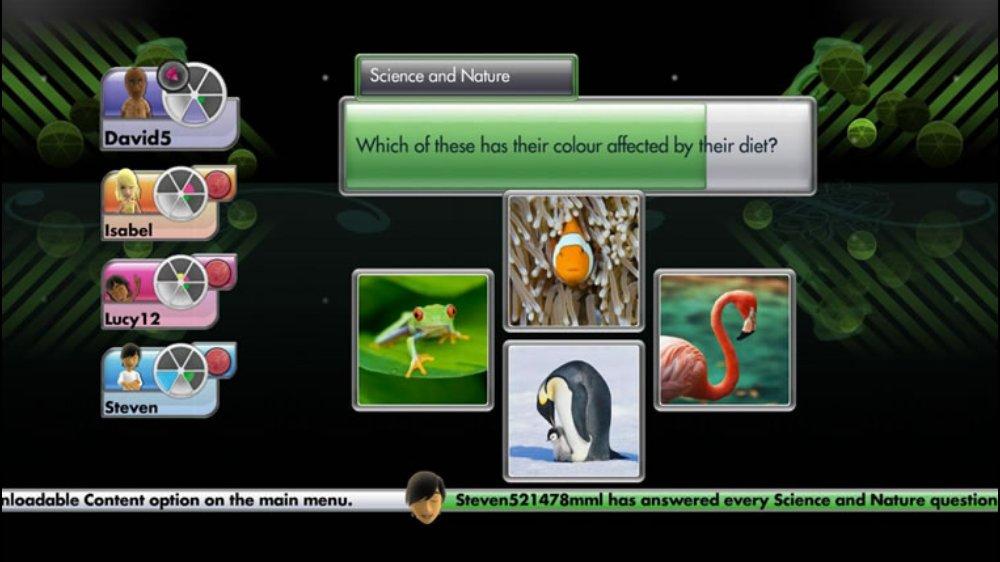 Science and Nature
Which of these has their colour affected by their diet?
David5
Isabel
Lucy12
Steven
nloadable Content option on the main menu.
Steven521478mml has answered every Science and Nature question